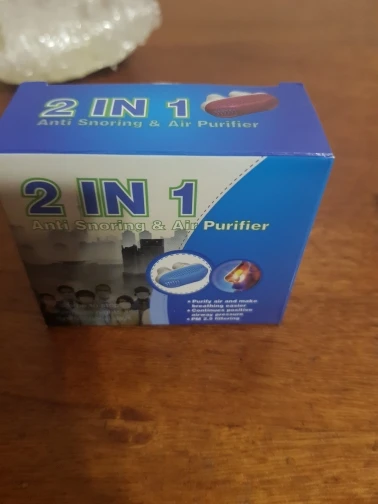 2 IN 1
Anti Snoring & Air Purifier
2 IN 1
Anti Snoring & Air Purifier
• Purify air and make
breathing easier
• Continues positive
airway pressure
• PM 2.5 filtering